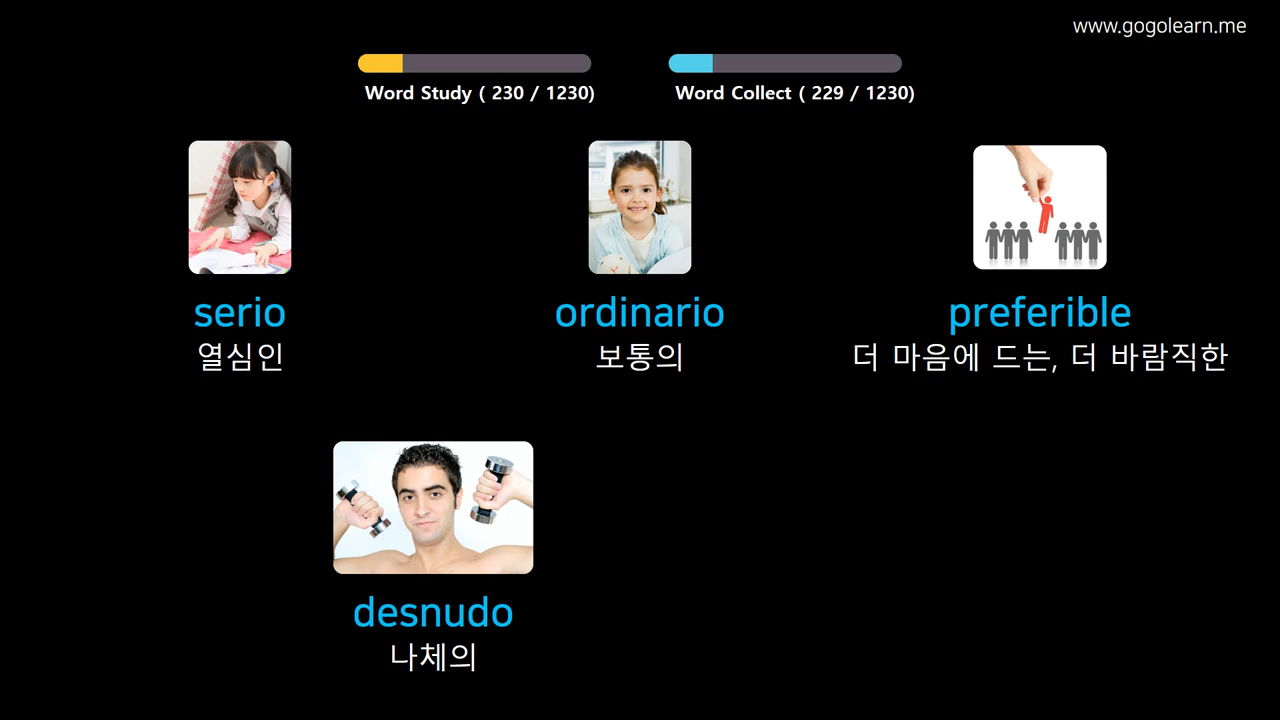 www.gogolearn.me
Word Study ( 230 / 1230)
Word Collect ( 229 / 1230)
serio
열심인
ordinario
보통의
preferible
더 마음에 드는, 더 바람직한
desnudo
나체의